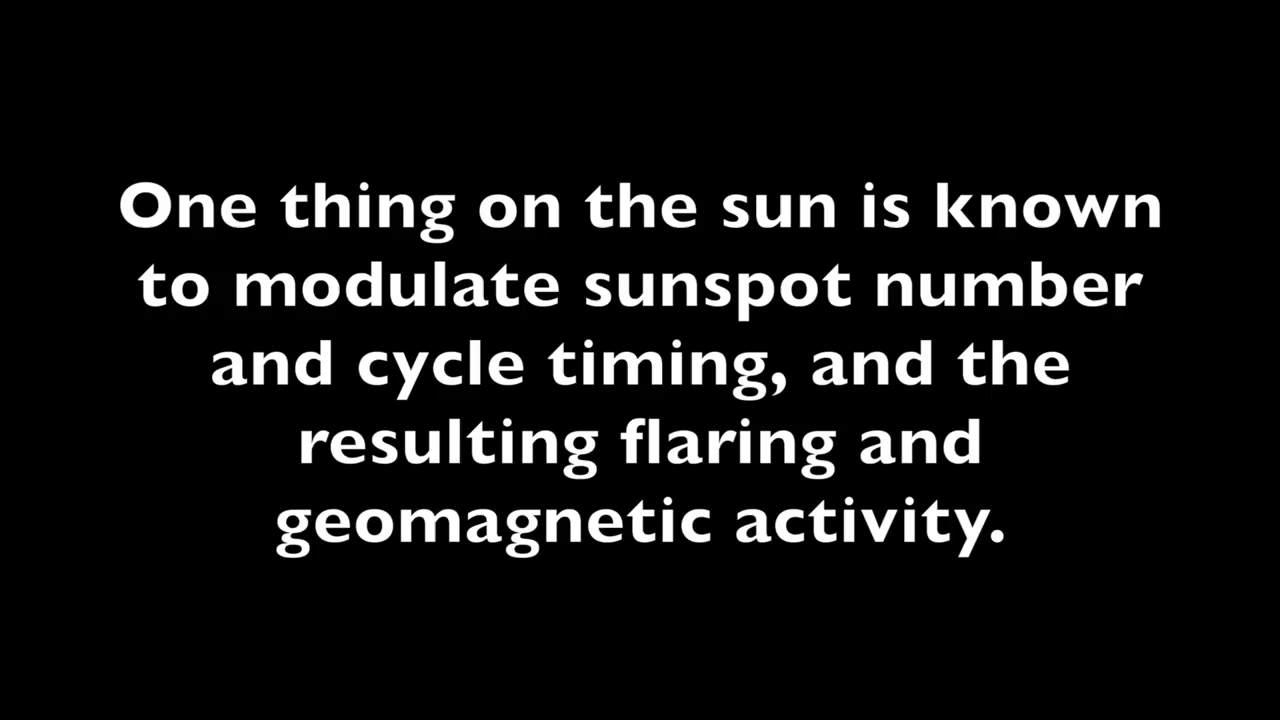 One thing on the sun is known
to modulate sunspot number
and cycle timing, and the
resulting flaring and
geomagnetic activity.